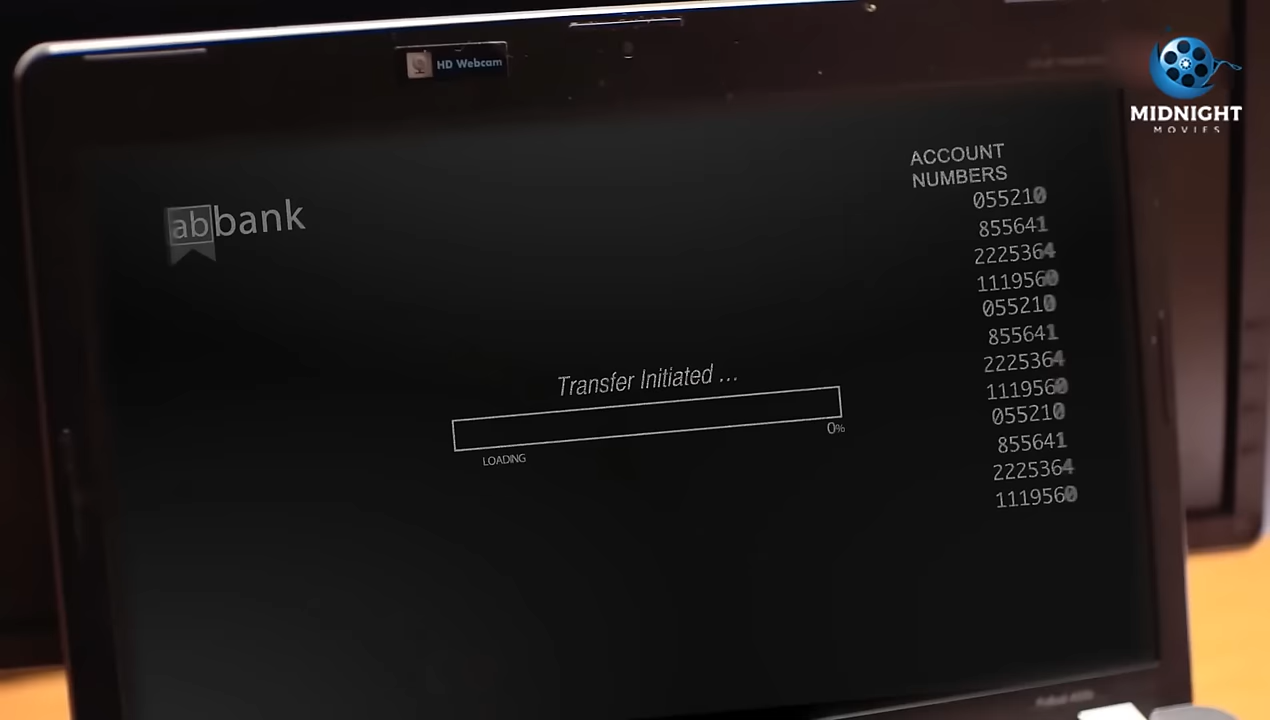 HD Webcam
MIDNIGHT
MOVIES
ACCOUNT
NUMBERS
055210
855641
2225364
1119560
055210
855641
2225364
1119560
055210
855641
2225364
1119560
abbank
Transfer Initiated ...
0%
LOADING